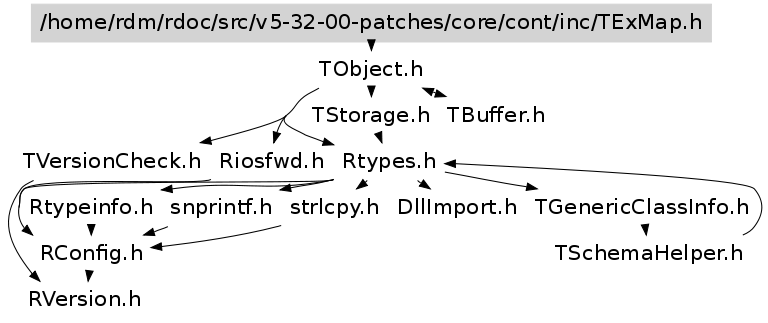 /home/rdm/rdoc/src/v5-32-00-patches/core/cont/inc/TExMap.h
TObject.h
TStorage.h TBuffer.h
TVersionCheck.h Riosfwd.h Rtypes.h
Rtypeinfo.h snprintf.h strlcpy.h DllImport.h TGenericClassInfo.h
RConfig.h TSchemaHelper.h
RVersion.h